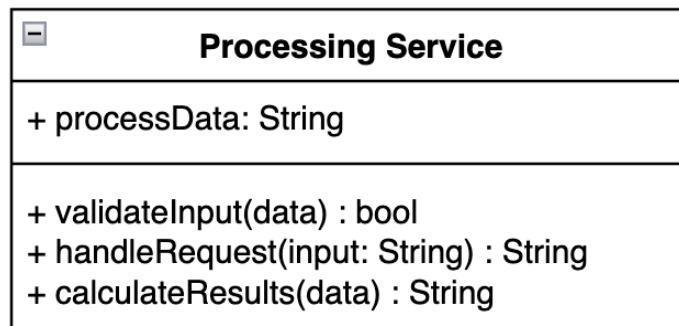 Processing Service
+ processData: String
+ validateInput(data) : bool
+ handleRequest(input: String) : String
+ calculateResults(data) : String